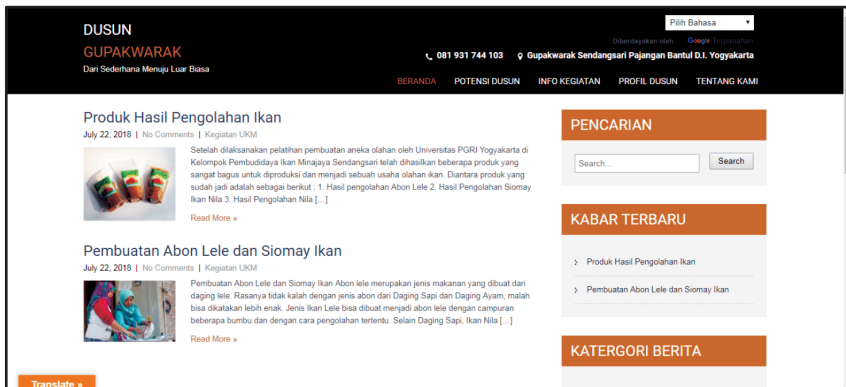 Pilih Bahasa
DUSUN
Diberdayakan oleh Google Terjemahan
GUPAKWARAK
081 931 744 103 Gupakwarak Sendangsari Pajangan Bantul D.I. Yogyakarta
Dari Sederhana Menuju Luar Biasa
BERANDA POTENSI DUSUN INFO KEGIATAN PROFIL DUSUN TENTANG KAMI
Produk Hasil Pengolahan Ikan
July 22, 2018 | No Comments | Kegiatan UKM
Setelah dilaksanakan pelatihan pembuatan aneka olahan oleh Universitas PGRI Yogyakarta di
Kelompok Pembudidaya Ikan Minajaya Sendangsari telah dihasilkan beberapa produk yang
sangat bagus untuk diproduksi dan menjadi sebuah usaha olahan ikan. Diantara produk yang
sudah jadi adalah sebagai berikut : 1. Hasil pengolahan Abon Lele 2. Hasil Pengolahan Siomay
Ikan Nila 3. Hasil Pengolahan Nila […]
Read More »
Pembuatan Abon Lele dan Siomay Ikan
July 22, 2018 | No Comments | Kegiatan UKM
Pembuatan Abon Lele dan Siomay Ikan Abon lele merupakan jenis makanan yang dibuat dari
daging lele. Rasanya tidak kalah dengan jenis abon dari Daging Sapi dan Daging Ayam, malah
bisa dikatakan lebih enak. Jenis Ikan Lele bisa dibuat menjadi abon lele dengan campuran
beberapa bumbu dan dengan cara pengolahan tertentu. Selain Daging Sapi, Ikan Nila […]
Read More »
PENCARIAN
Search...
Search
KABAR TERBARU
Produk Hasil Pengolahan Ikan
Pembuatan Abon Lele dan Siomay Ikan
KATERGORI BERITA
Translate »